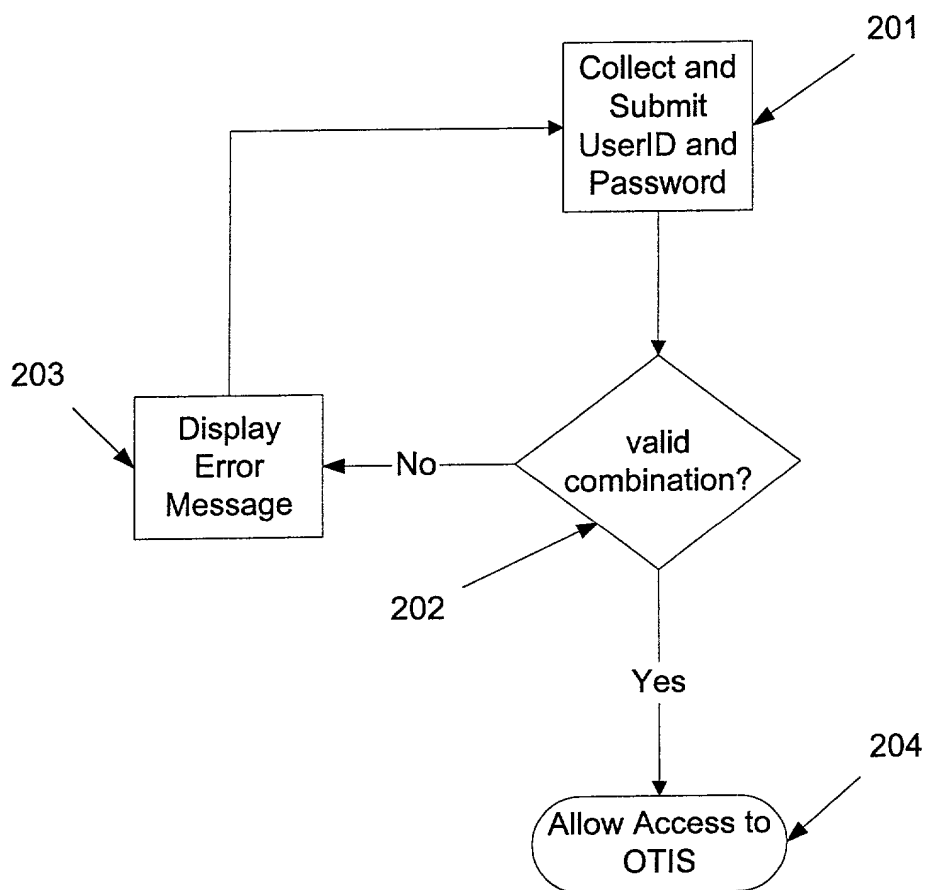 201
Collect and
Submit
UserID and
Password
203
Display
Error
Message
No
valid
combination?
202
Yes
204
Allow Access to
OTIS